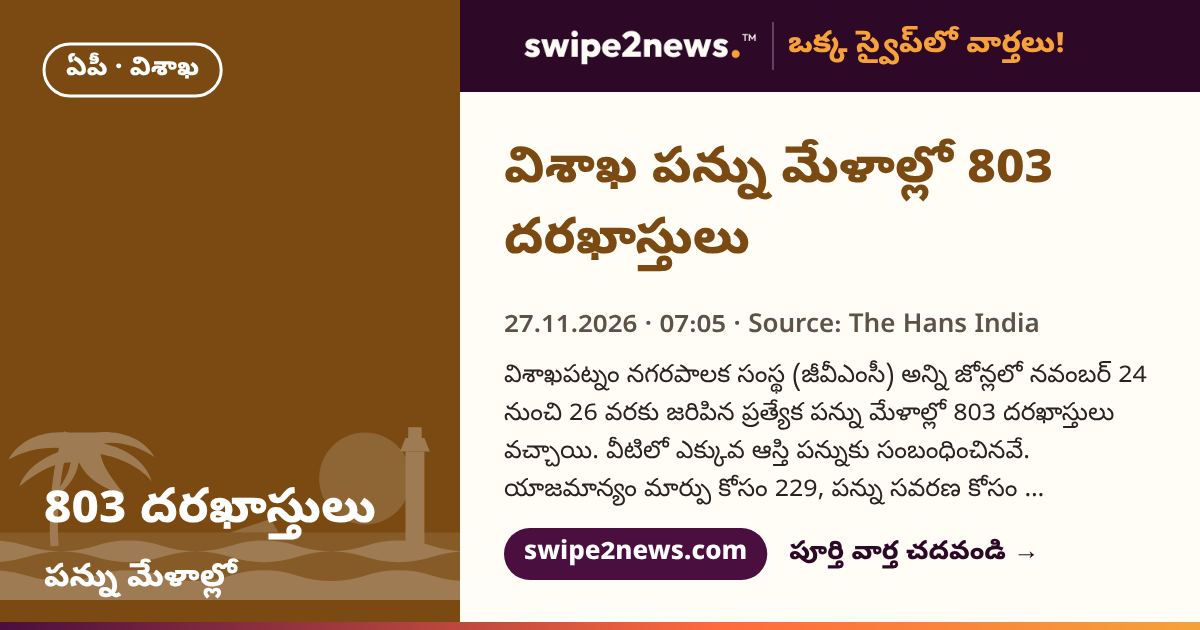 ఏపీ · విశాఖ
swipe2news.™
ఒక్క స్వైప్‌లో వార్తలు!
విశాఖ పన్ను మేళాల్లో 803
దరఖాస్తులు
27.11.2026 · 07:05 · Source: The Hans India
విశాఖపట్నం నగరపాలక సంస్థ (జీవీఎంసీ) అన్ని జోన్లలో నవంబర్ 24
నుంచి 26 వరకు జరిపిన ప్రత్యేక పన్ను మేళాల్లో 803 దరఖాస్తులు
వచ్చాయి. వీటిలో ఎక్కువ ఆస్తి పన్నుకు సంబంధించినవే.
యాజమాన్యం మార్పు కోసం 229, పన్ను సవరణ కోసం ...
803 దరఖాస్తులు
పన్ను మేళాల్లో
swipe2news.com
పూర్తి వార్త చదవండి →